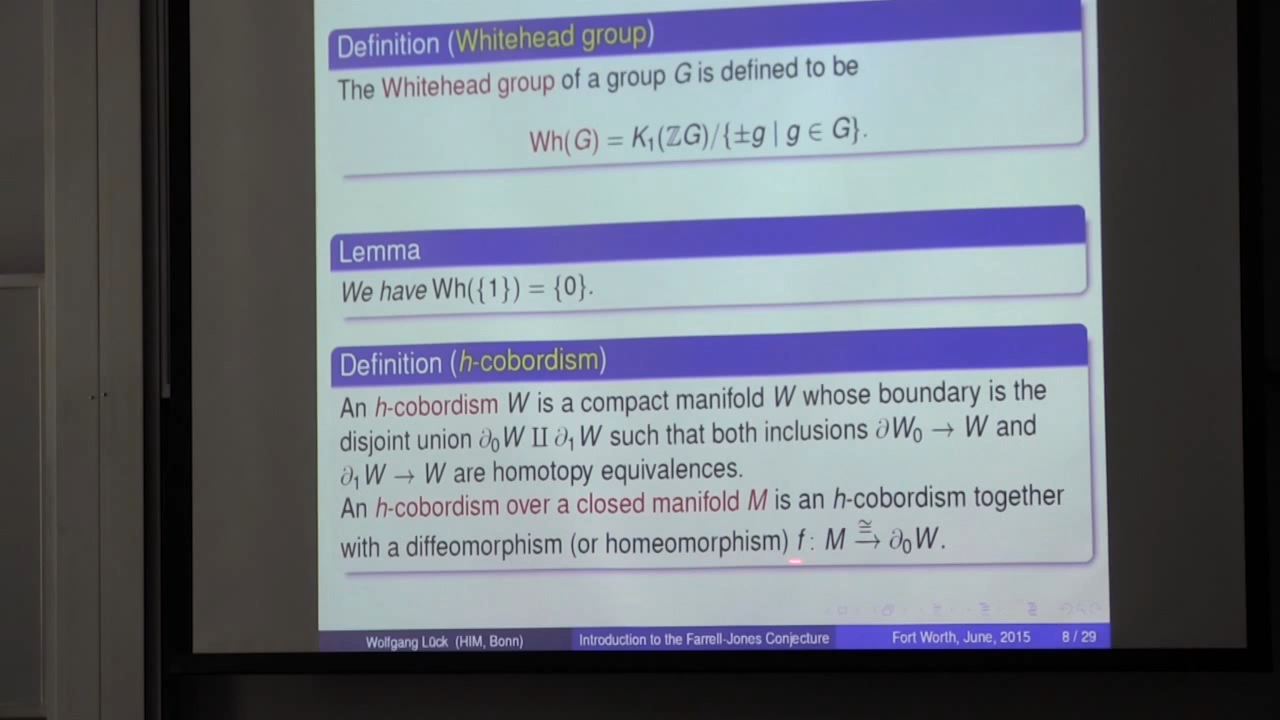 Definition (Whitehead group)
The Whitehead group of a group G is defined to be
Wh(G) = K₁(ℤG)/{±g | g ∈ G}.
Lemma
We have Wh({1}) = {0}.
Definition (h-cobordism)
An h-cobordism W is a compact manifold W whose boundary is the
disjoint union ∂₀W ∐ ∂₁W such that both inclusions ∂W₀ → W and
∂₁W → W are homotopy equivalences.
An h-cobordism over a closed manifold M is an h-cobordism together
with a diffeomorphism (or homeomorphism) f: M ≅→ ∂₀W.
Wolfgang Lück (HIM, Bonn) Introduction to the Farrell-Jones Conjecture Fort Worth, June, 2015 8 / 29